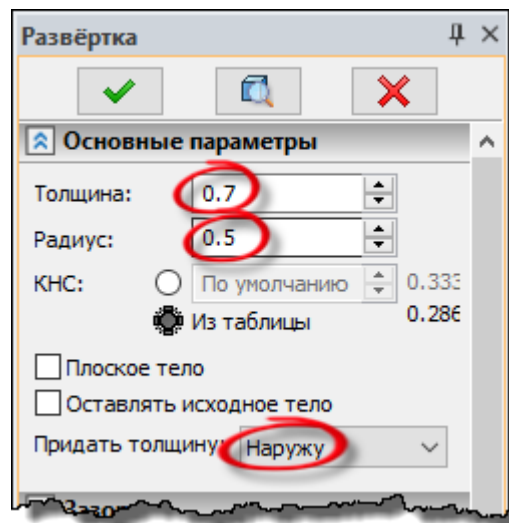 Развёртка
Основные параметры
Толщина: 0.7
Радиус: 0.5
КНС: По умолчанию 0.333
Из таблицы 0.286
Плоское тело
Оставлять исходное тело
Придать толщину: Наружу